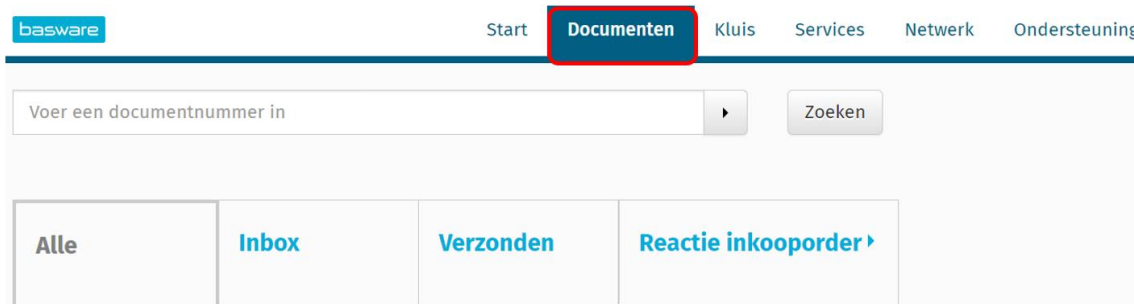 basware Start Documenten Kluis Services Netwerk Ondersteuning
Voer een documentnummer in Zoeken
Alle Inbox Verzonden Reactie inkooporder